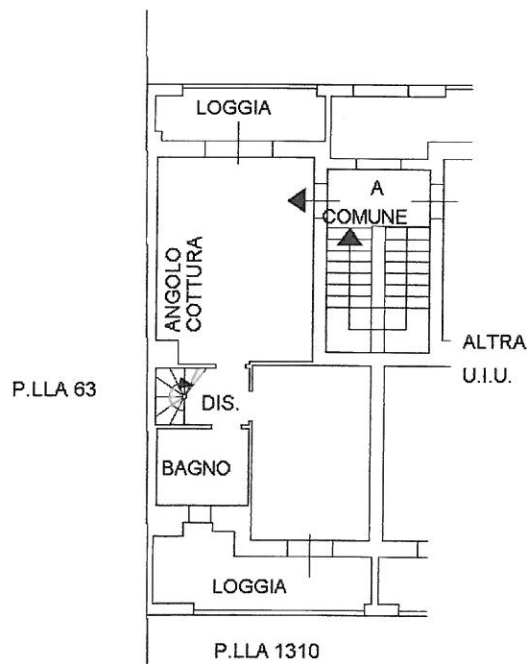 LOGGIA
A
COMUNE
ANGOLO
COTTURA
ALTRA
U.I.U.
P.LLA 63
DIS.
BAGNO
LOGGIA
P.LLA 1310